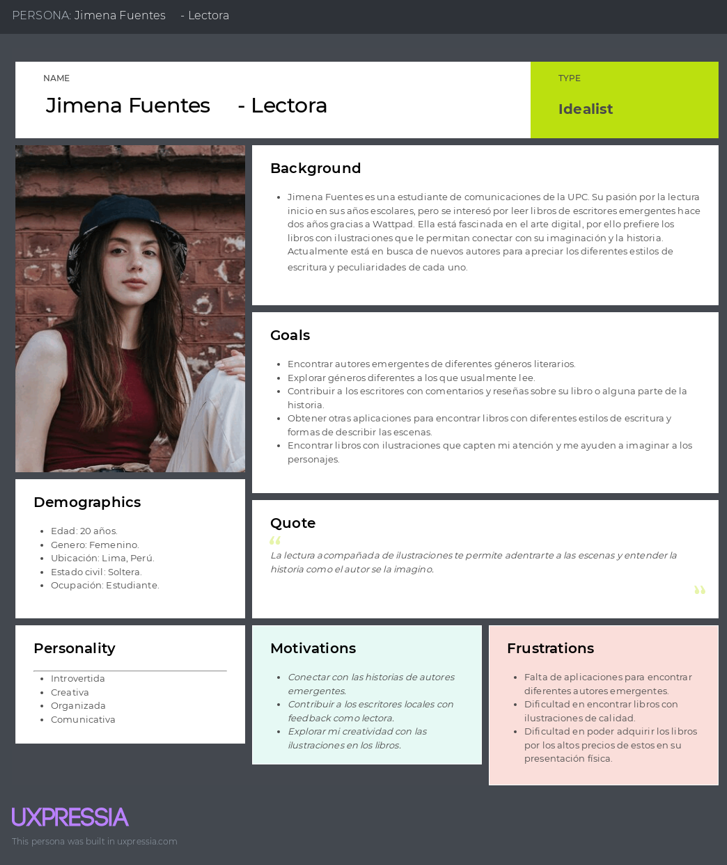 PERSONA: Jimena Fuentes - Lectora
NAME
Jimena Fuentes - Lectora
TYPE
Idealist
Background
• Jimena Fuentes es una estudiante de comunicaciones de la UPC. Su pasión por la lectura
inicio en sus años escolares, pero se interesó por leer libros de escritores emergentes hace
dos años gracias a Wattpad. Ella está fascinada en el arte digital, por ello prefiere los
libros con ilustraciones que le permitan conectar con su imaginación y la historia.
Actualmente está en busca de nuevos autores para apreciar los diferentes estilos de
escritura y peculiaridades de cada uno.
Goals
• Encontrar autores emergentes de diferentes géneros literarios.
• Explorar géneros diferentes a los que usualmente lee.
• Contribuir a los escritores con comentarios y reseñas sobre su libro o alguna parte de la
historia.
• Obtener otras aplicaciones para encontrar libros con diferentes estilos de escritura y
formas de describir las escenas.
• Encontrar libros con ilustraciones que capten mi atención y me ayuden a imaginar a los
personajes.
Demographics
• Edad: 20 años.
• Genero: Femenino.
• Ubicación: Lima, Perú.
• Estado civil: Soltera.
• Ocupación: Estudiante.
Quote
“
La lectura acompañada de ilustraciones te permite adentrarte a las escenas y entender la
historia como el autor se la imagino.
”
Personality
• Introvertida
• Creativa
• Organizada
• Comunicativa
Motivations
• Conectar con las historias de autores
emergentes.
• Contribuir a los escritores locales con
feedback como lectora.
• Explorar mi creatividad con las
ilustraciones en los libros.
Frustrations
• Falta de aplicaciones para encontrar
diferentes autores emergentes.
• Dificultad en encontrar libros con
ilustraciones de calidad.
• Dificultad en poder adquirir los libros
por los altos precios de estos en su
presentación física.
UXPRESSIA
This persona was built in uxpressia.com